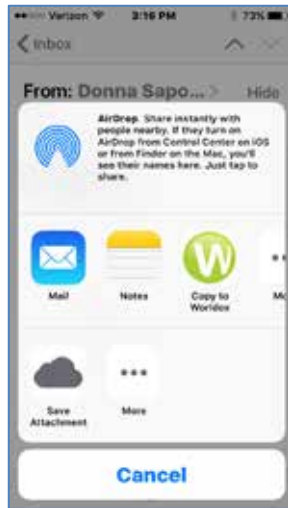 Verizon 3:16 PM 73%
Inbox
From: Donna Sapo... > Hide
AirDrop. Share instantly with
people nearby. If they turn on
AirDrop from Control Center on iOS
or from Finder on the Mac, you'll
see their names here. Just tap to
share.
Mail Notes Copy to Mo
Worldox
Save More
Attachment
Cancel